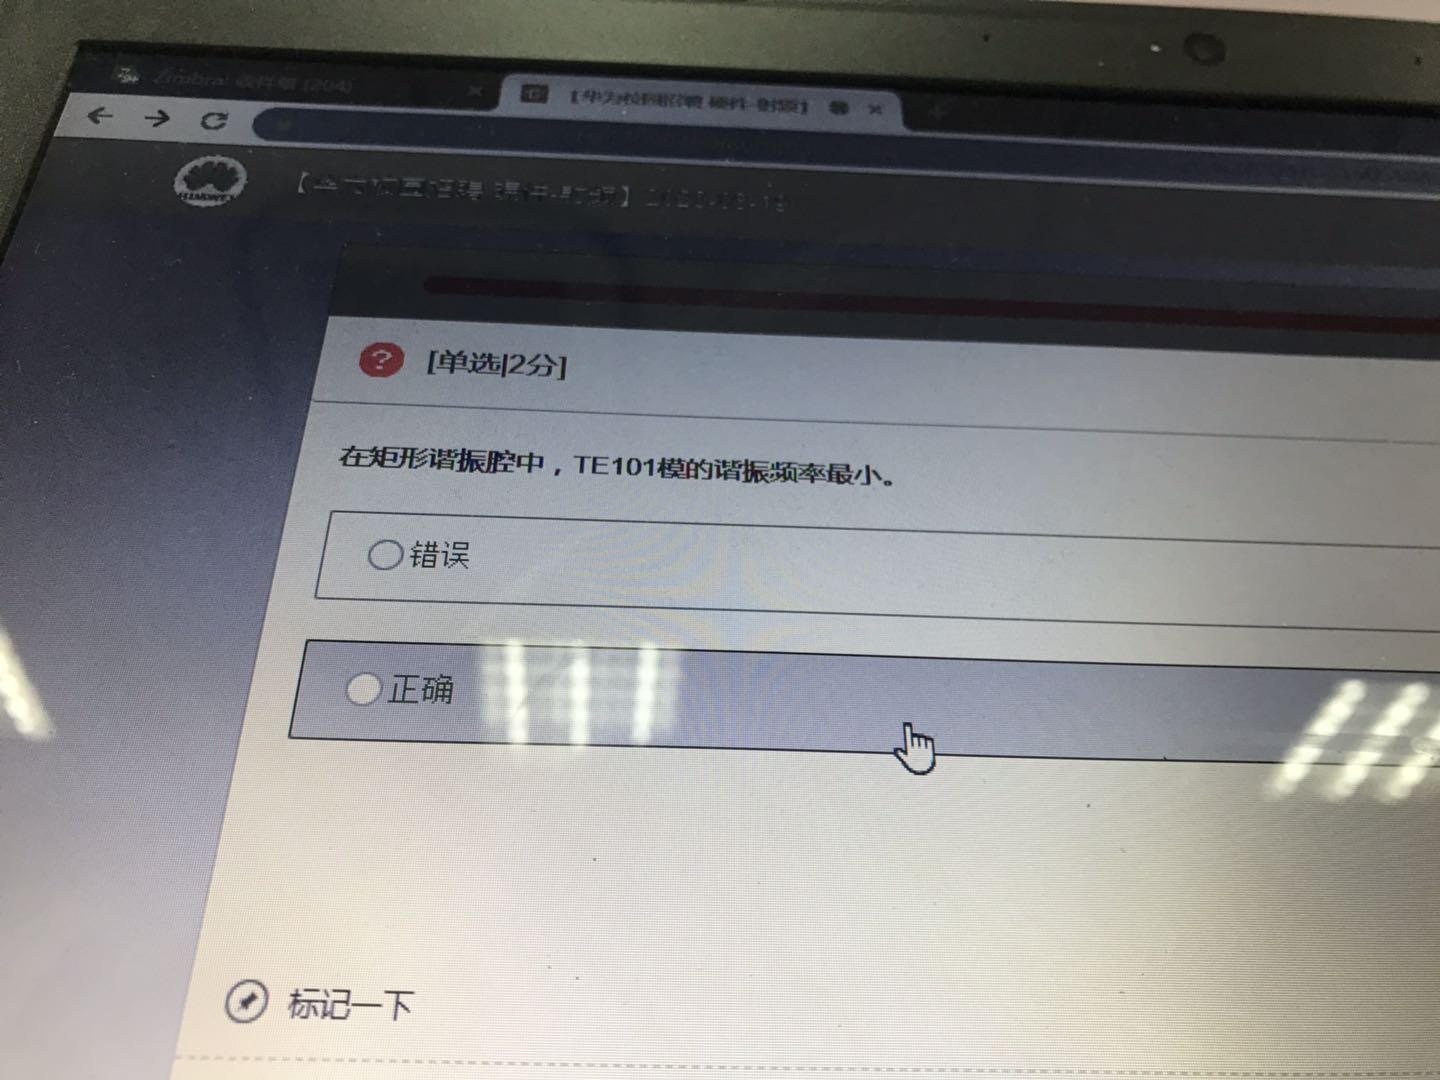 Zimbra: 收件箱 (204)
【华为校园招聘 硬件-射频】
HUAWEI
[单选|2分]
在矩形谐振腔中，TE101模的谐振频率最小。
错误
正确
标记一下